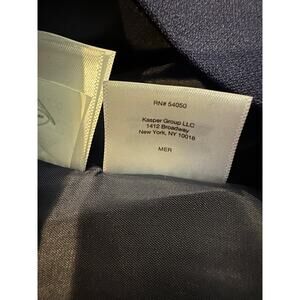 RN# 54050
Kasper Group LLC
1412 Broadway
New York, NY 10018
MER